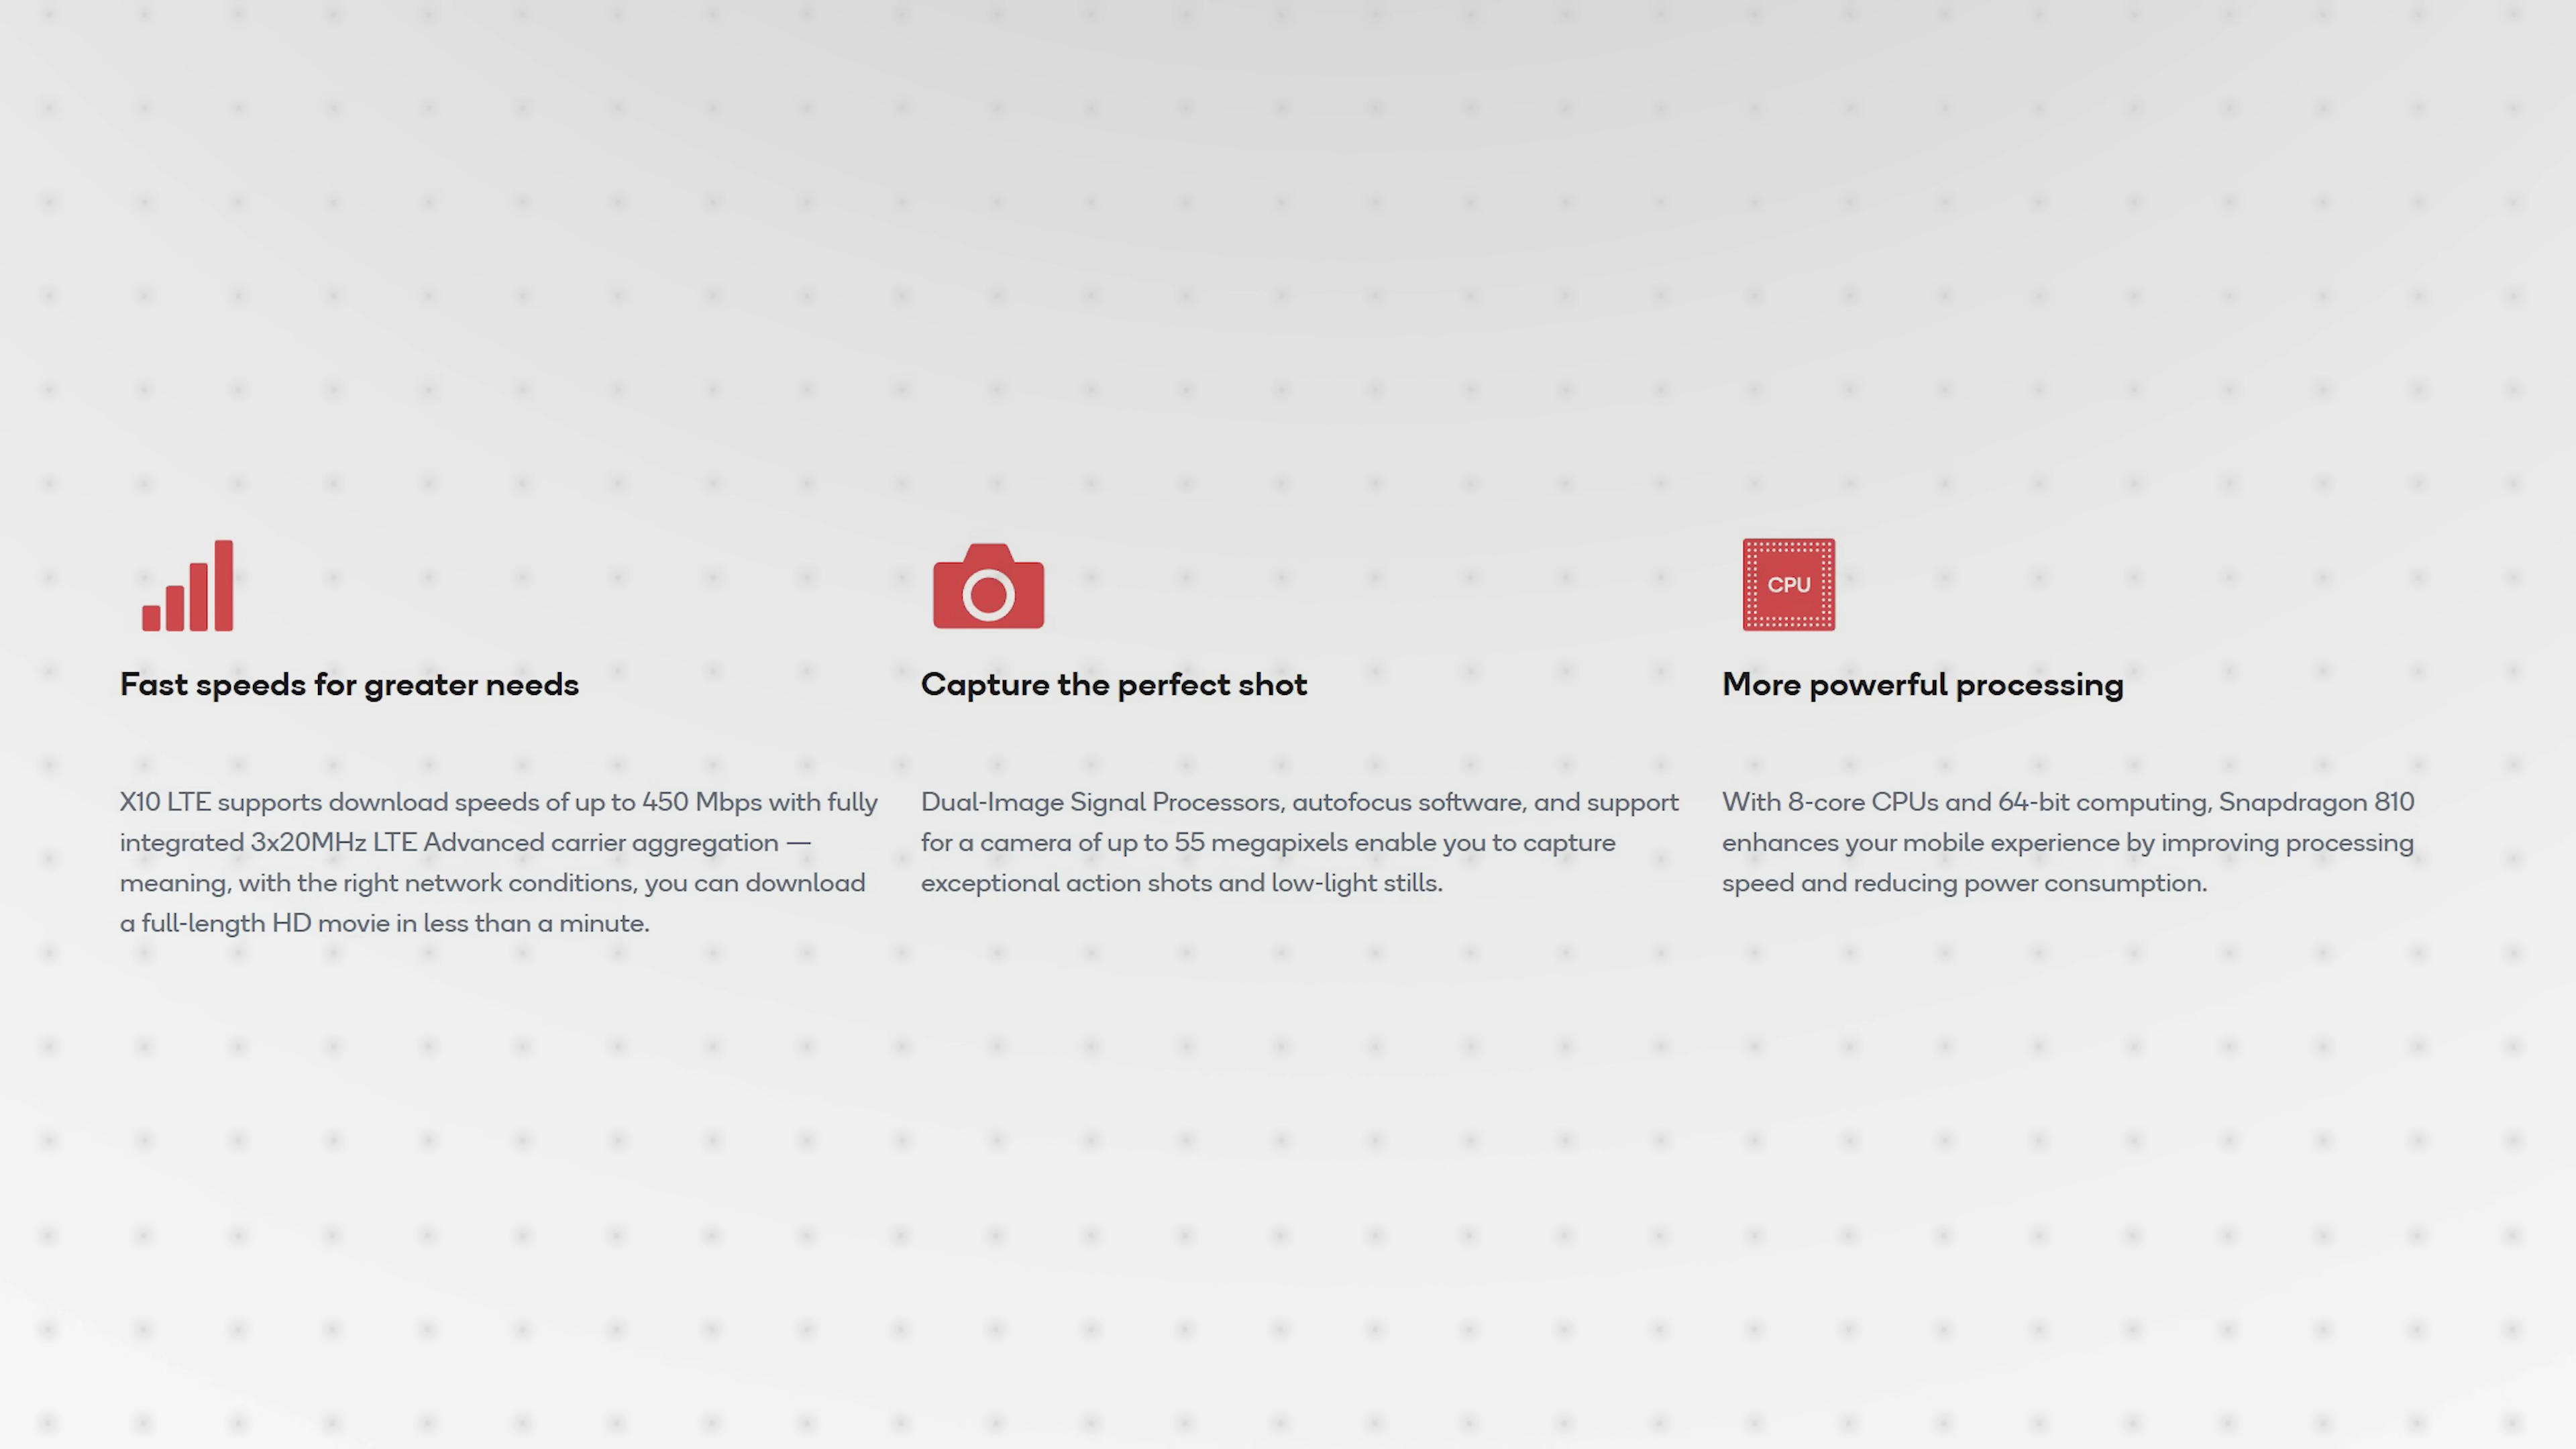 Fast speeds for greater needs
X10 LTE supports download speeds of up to 450 Mbps with fully
integrated 3x20MHz LTE Advanced carrier aggregation —
meaning, with the right network conditions, you can download
a full-length HD movie in less than a minute.
Capture the perfect shot
Dual-Image Signal Processors, autofocus software, and support
for a camera of up to 55 megapixels enable you to capture
exceptional action shots and low-light stills.
CPU
More powerful processing
With 8-core CPUs and 64-bit computing, Snapdragon 810
enhances your mobile experience by improving processing
speed and reducing power consumption.